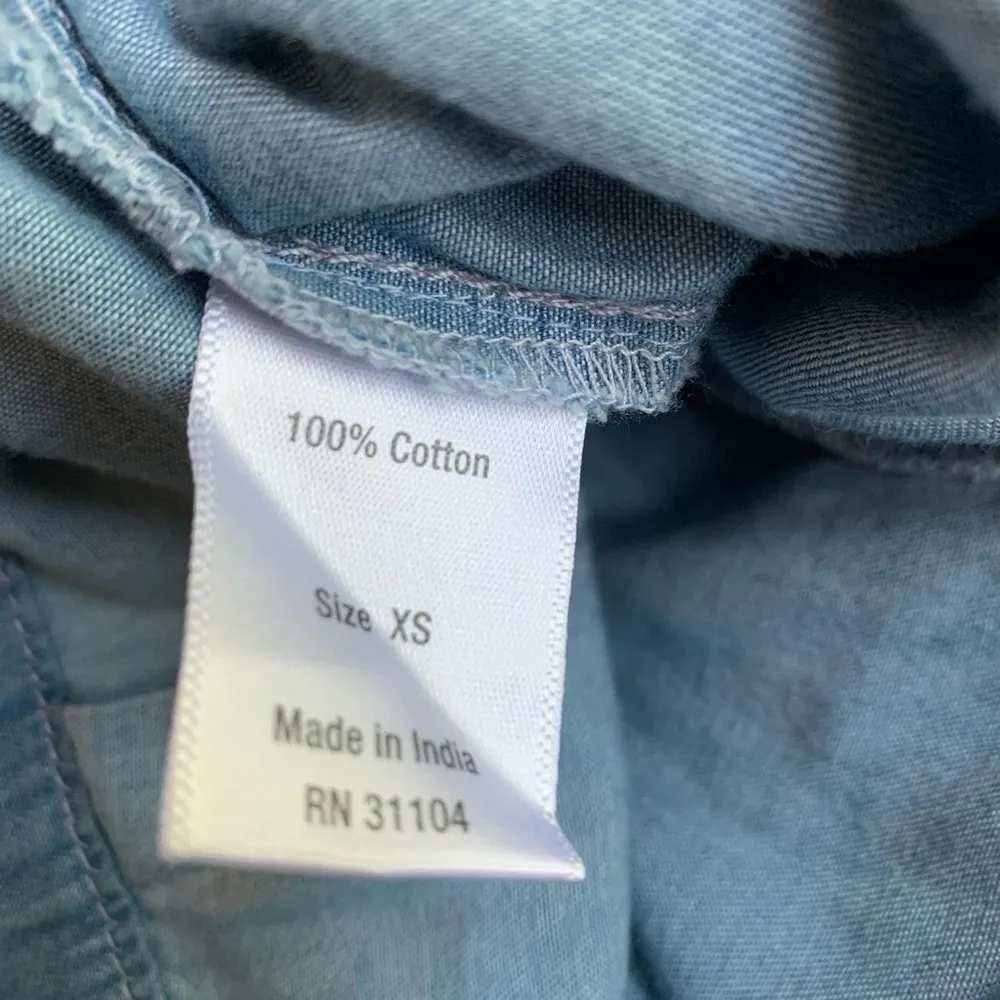 100% Cotton
Size XS
Made in India
RN 31104